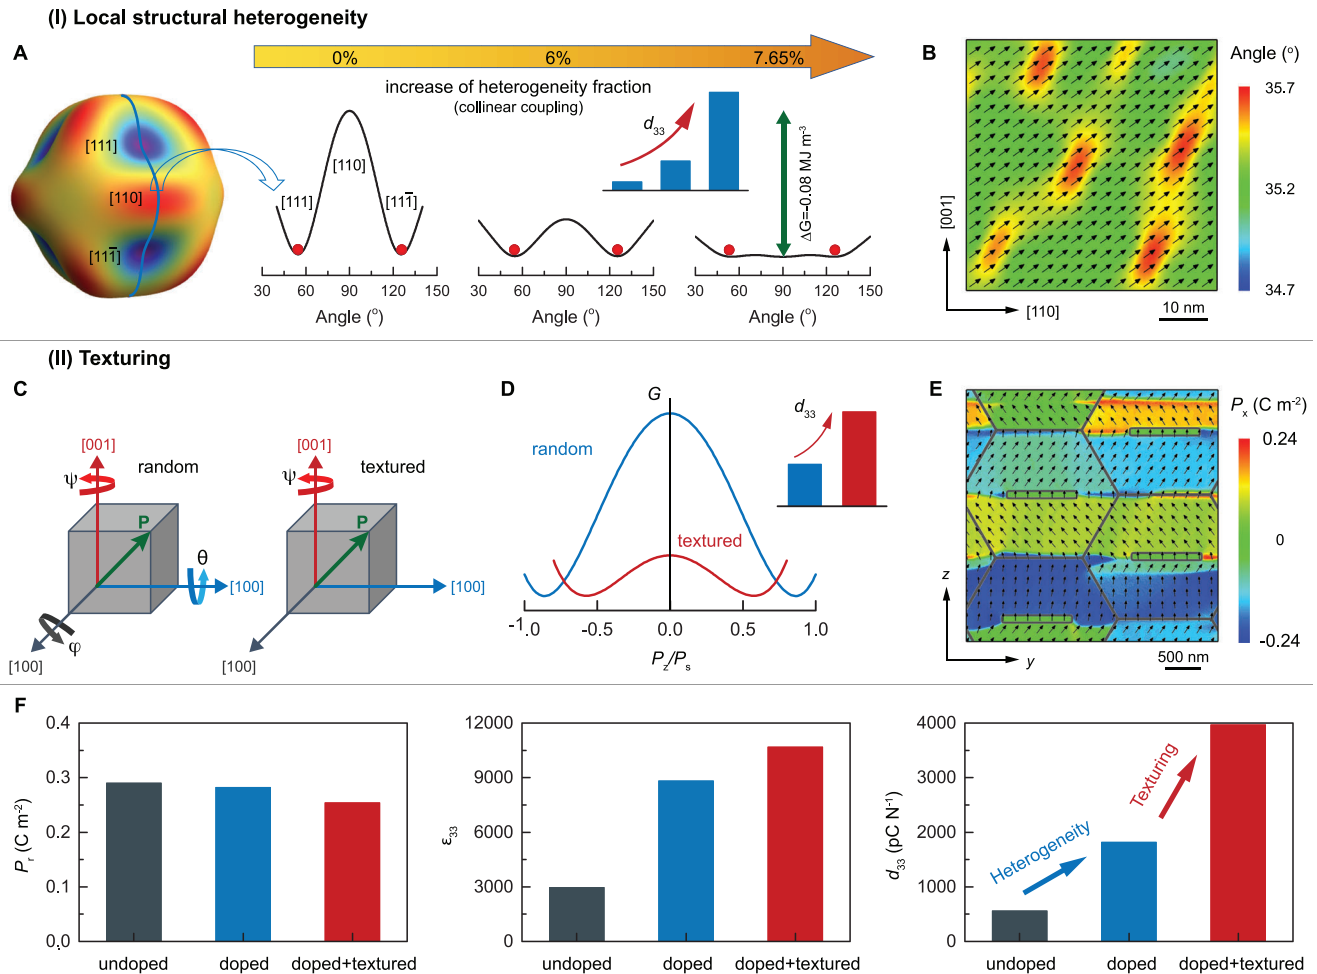 (I) Local structural heterogeneity
A
0%
6%
7.65%
increase of heterogeneity fraction
(collinear coupling)
[111]
[110]
[111̅]
[111]
[110]
[111̅]
d33
ΔG=-0.08 MJ m-3
30 60 90 120 150
30 60 90 120 150
30 60 90 120 150
Angle (o)
Angle (o)
Angle (o)
B
Angle (o)
35.7
35.2
34.7
[001]
[110]
10 nm
(II) Texturing
C
[001]
ψ
random
P
θ
[100]
φ
[100]
[001]
ψ
textured
P
[100]
[100]
D
G
random
textured
d33
-1.0 -0.5 0.0 0.5 1.0
Pz/Ps
E
Px (C m-2)
0.24
0
-0.24
z
y
500 nm
F
Pr (C m-2)
0.4
0.3
0.2
0.1
0.0
undoped doped doped+textured
ε33
12000
9000
6000
3000
0
undoped doped doped+textured
d33 (pC N-1)
4000
3000
2000
1000
0
Heterogeneity
Texturing
undoped doped doped+textured